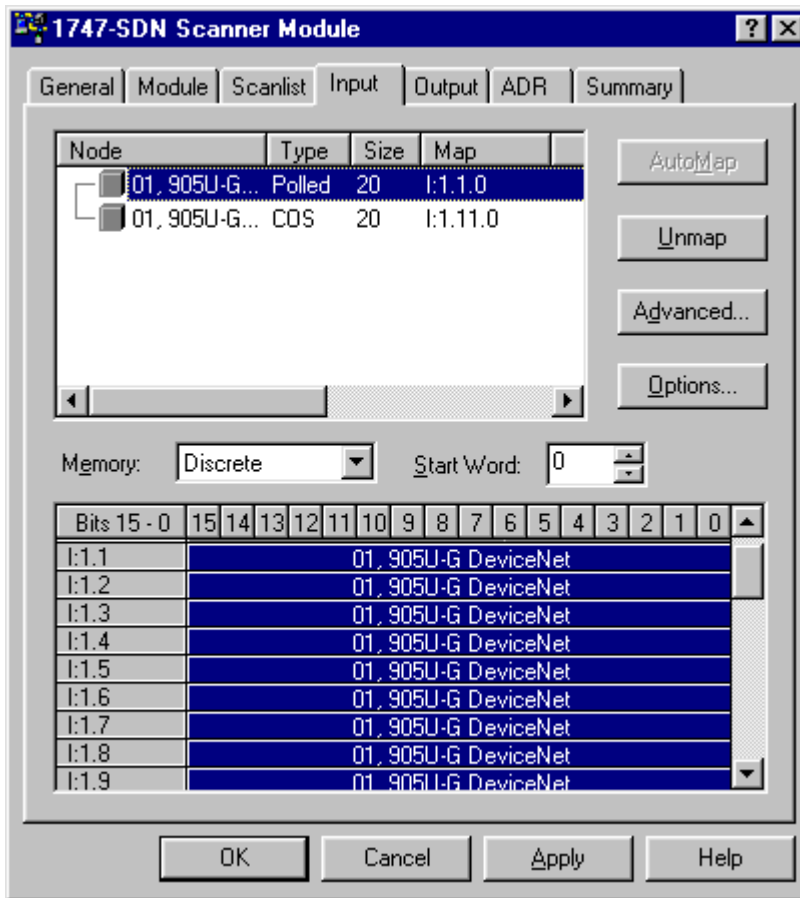 1747-SDN Scanner Module
General Module Scanlist Input Output ADR Summary
Node Type Size Map
01, 905U-G... Polled 20 I:1.1.0
01, 905U-G... COS 20 I:1.11.0
AutoMap
Unmap
Advanced...
Options...
Memory: Discrete Start Word: 0
Bits 15 - 0 15 14 13 12 11 10 9 8 7 6 5 4 3 2 1 0
I:1.1 01, 905U-G DeviceNet
I:1.2 01, 905U-G DeviceNet
I:1.3 01, 905U-G DeviceNet
I:1.4 01, 905U-G DeviceNet
I:1.5 01, 905U-G DeviceNet
I:1.6 01, 905U-G DeviceNet
I:1.7 01, 905U-G DeviceNet
I:1.8 01, 905U-G DeviceNet
I:1.9 01, 905U-G DeviceNet
OK Cancel Apply Help